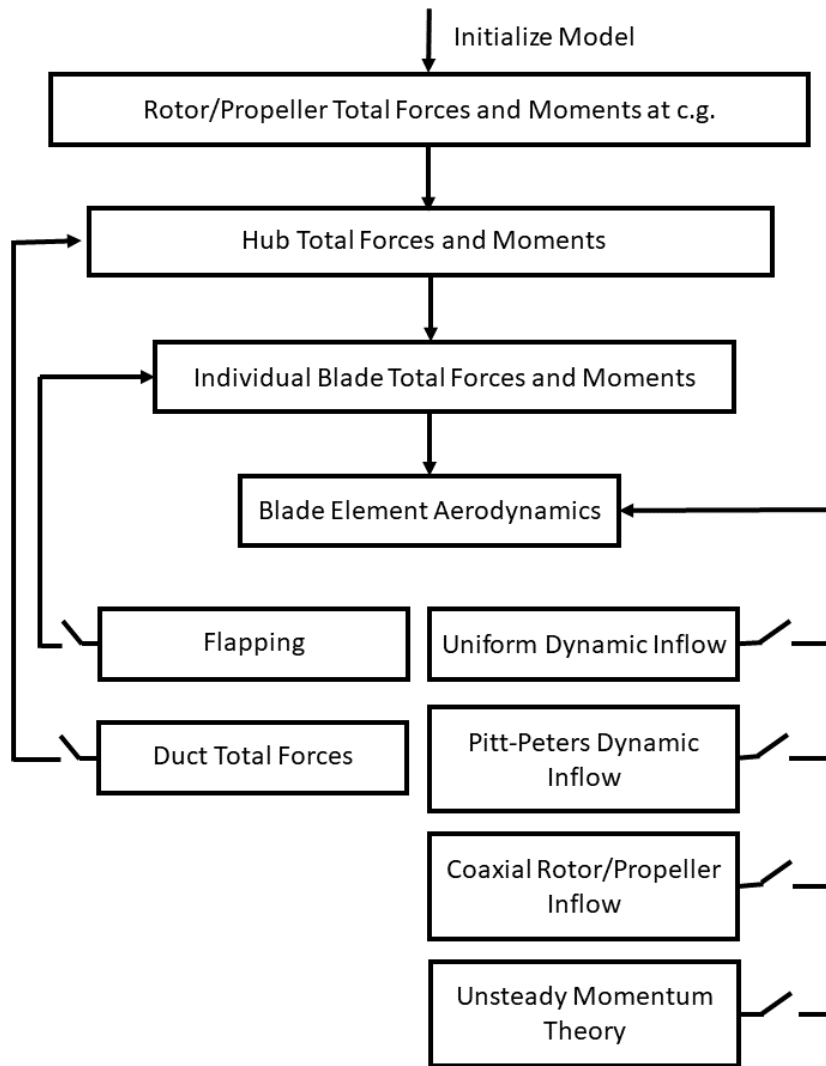 Initialize Model
Rotor/Propeller Total Forces and Moments at c.g.
Hub Total Forces and Moments
Individual Blade Total Forces and Moments
Blade Element Aerodynamics
Flapping
Uniform Dynamic Inflow
Duct Total Forces
Pitt-Peters Dynamic
Inflow
Coaxial Rotor/Propeller
Inflow
Unsteady Momentum
Theory